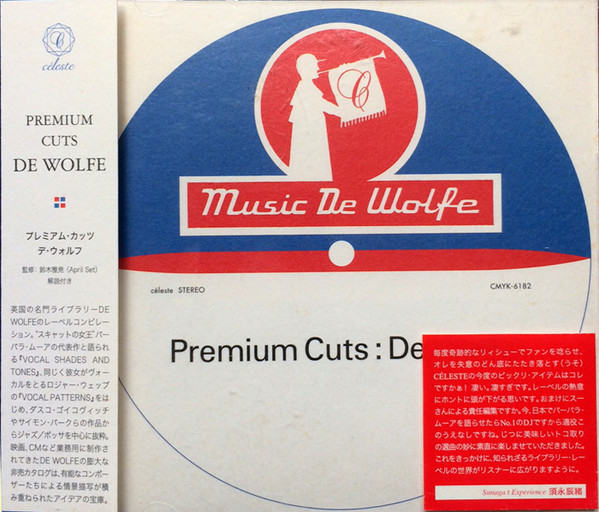 céleste
PREMIUM
CUTS
DE WOLFE
プレミアム・カッツ
デ・ウォルフ
監修：鈴木雅尭（April Set）
解説付き
英国の名門ライブラリーDE
WOLFEのレーベルコンピレー
ション。“スキャットの女王”バー
バラ・ムーアの代表作と語られ
る『VOCAL SHADES AND
TONES』、同じく彼女がヴォー
カルをとるロジャー・ウェッブ
の『VOCAL PATTERNS』をは
じめ、ダスコ・ゴイコヴィッチ
やサイモン・パークらの作品か
らジャズ/ボッサを中心に抜粋。
映画、CMなど業務用に制作さ
れてきたDE WOLFEの膨大な
非売カタログは、有能なコンポー
ザーたちによる情景描写が積
み重ねられたアイデアの宝庫。
Music De Wolfe
céleste STEREO
CMYK-6182
Premium Cuts : De
毎度奇跡的なリイシューでファンを唸らせ、
オレを失意のどん底にたたき落とす(うそ)
CÉLESTEの今度のビックリ・アイテムはコレ
ですかぁ! 凄い。凄すぎです。レーベルの熱意
にホントに頭が下がる思いです。おまけにスー
さんによる責任編集ですか。今、日本でバーバ
ラ・ムーアを語らせたらNo.1のDJですから適役こ
のうえなしですね。じつに美味しいトコ取り
の選曲の妙に素直に楽しませていただきました。
これをきっかけに、知られざるライブラリー・レー
ベルの世界がリスナーに広がりますように。
Sunaga t Experience 須永辰緒